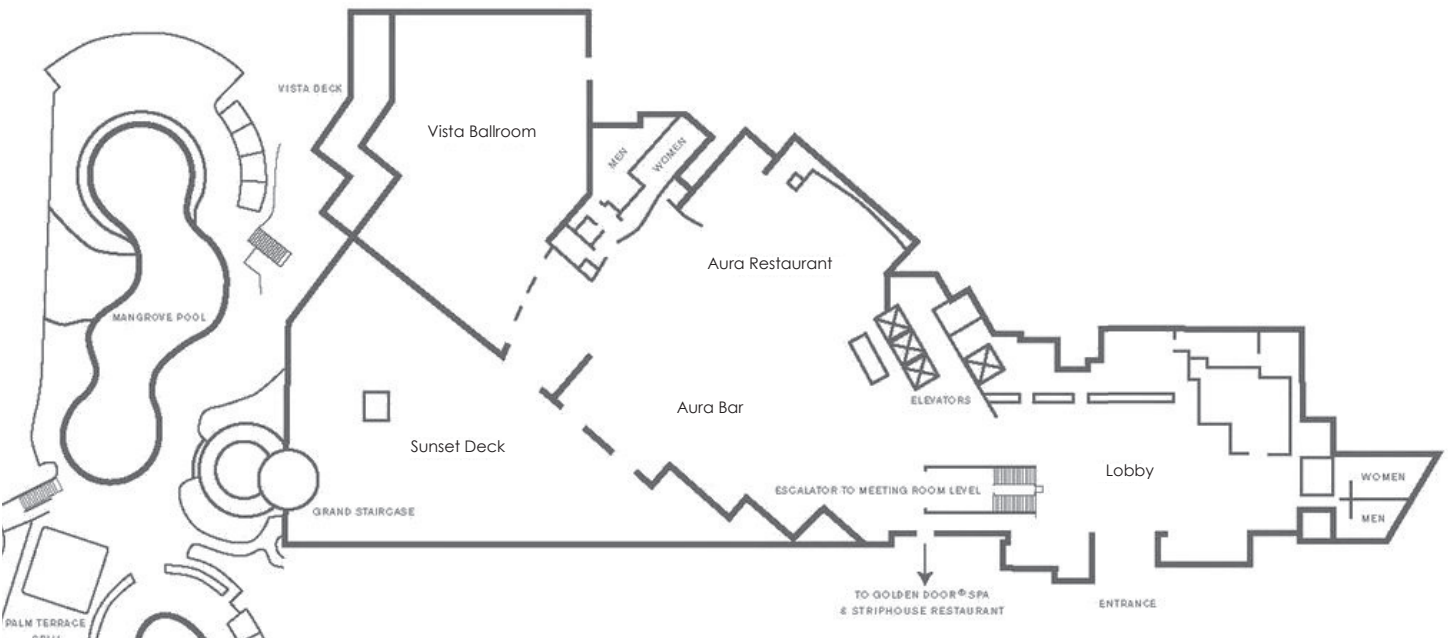 VISTA DECK
Vista Ballroom
MEN
WOMEN
Aura Restaurant
MANGROVE POOL
ELEVATORS
Aura Bar
Sunset Deck
Lobby
WOMEN
ESCALATOR TO MEETING ROOM LEVEL
GRAND STAIRCASE
MEN
TO GOLDEN DOOR® SPA
& STRIPHOUSE RESTAURANT
ENTRANCE
PALM TERRACE